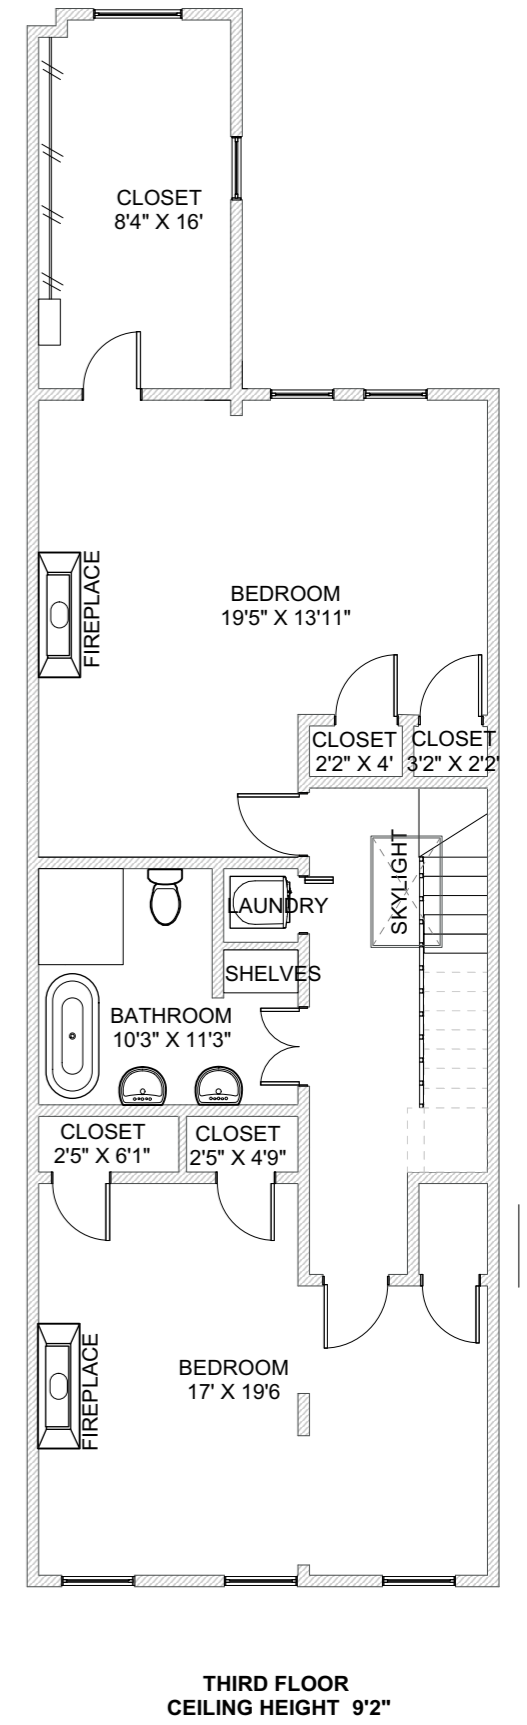 CLOSET
8'4" X 16'
FIREPLACE
BEDROOM
19'5" X 13'11"
CLOSET
2'2" X 4'
CLOSET
3'2" X 2'2'
SKYLIGHT
LAUNDRY
SHELVES
BATHROOM
10'3" X 11'3"
CLOSET
2'5" X 6'1"
CLOSET
2'5" X 4'9"
FIREPLACE
BEDROOM
17' X 19'6
THIRD FLOOR
CEILING HEIGHT 9'2"